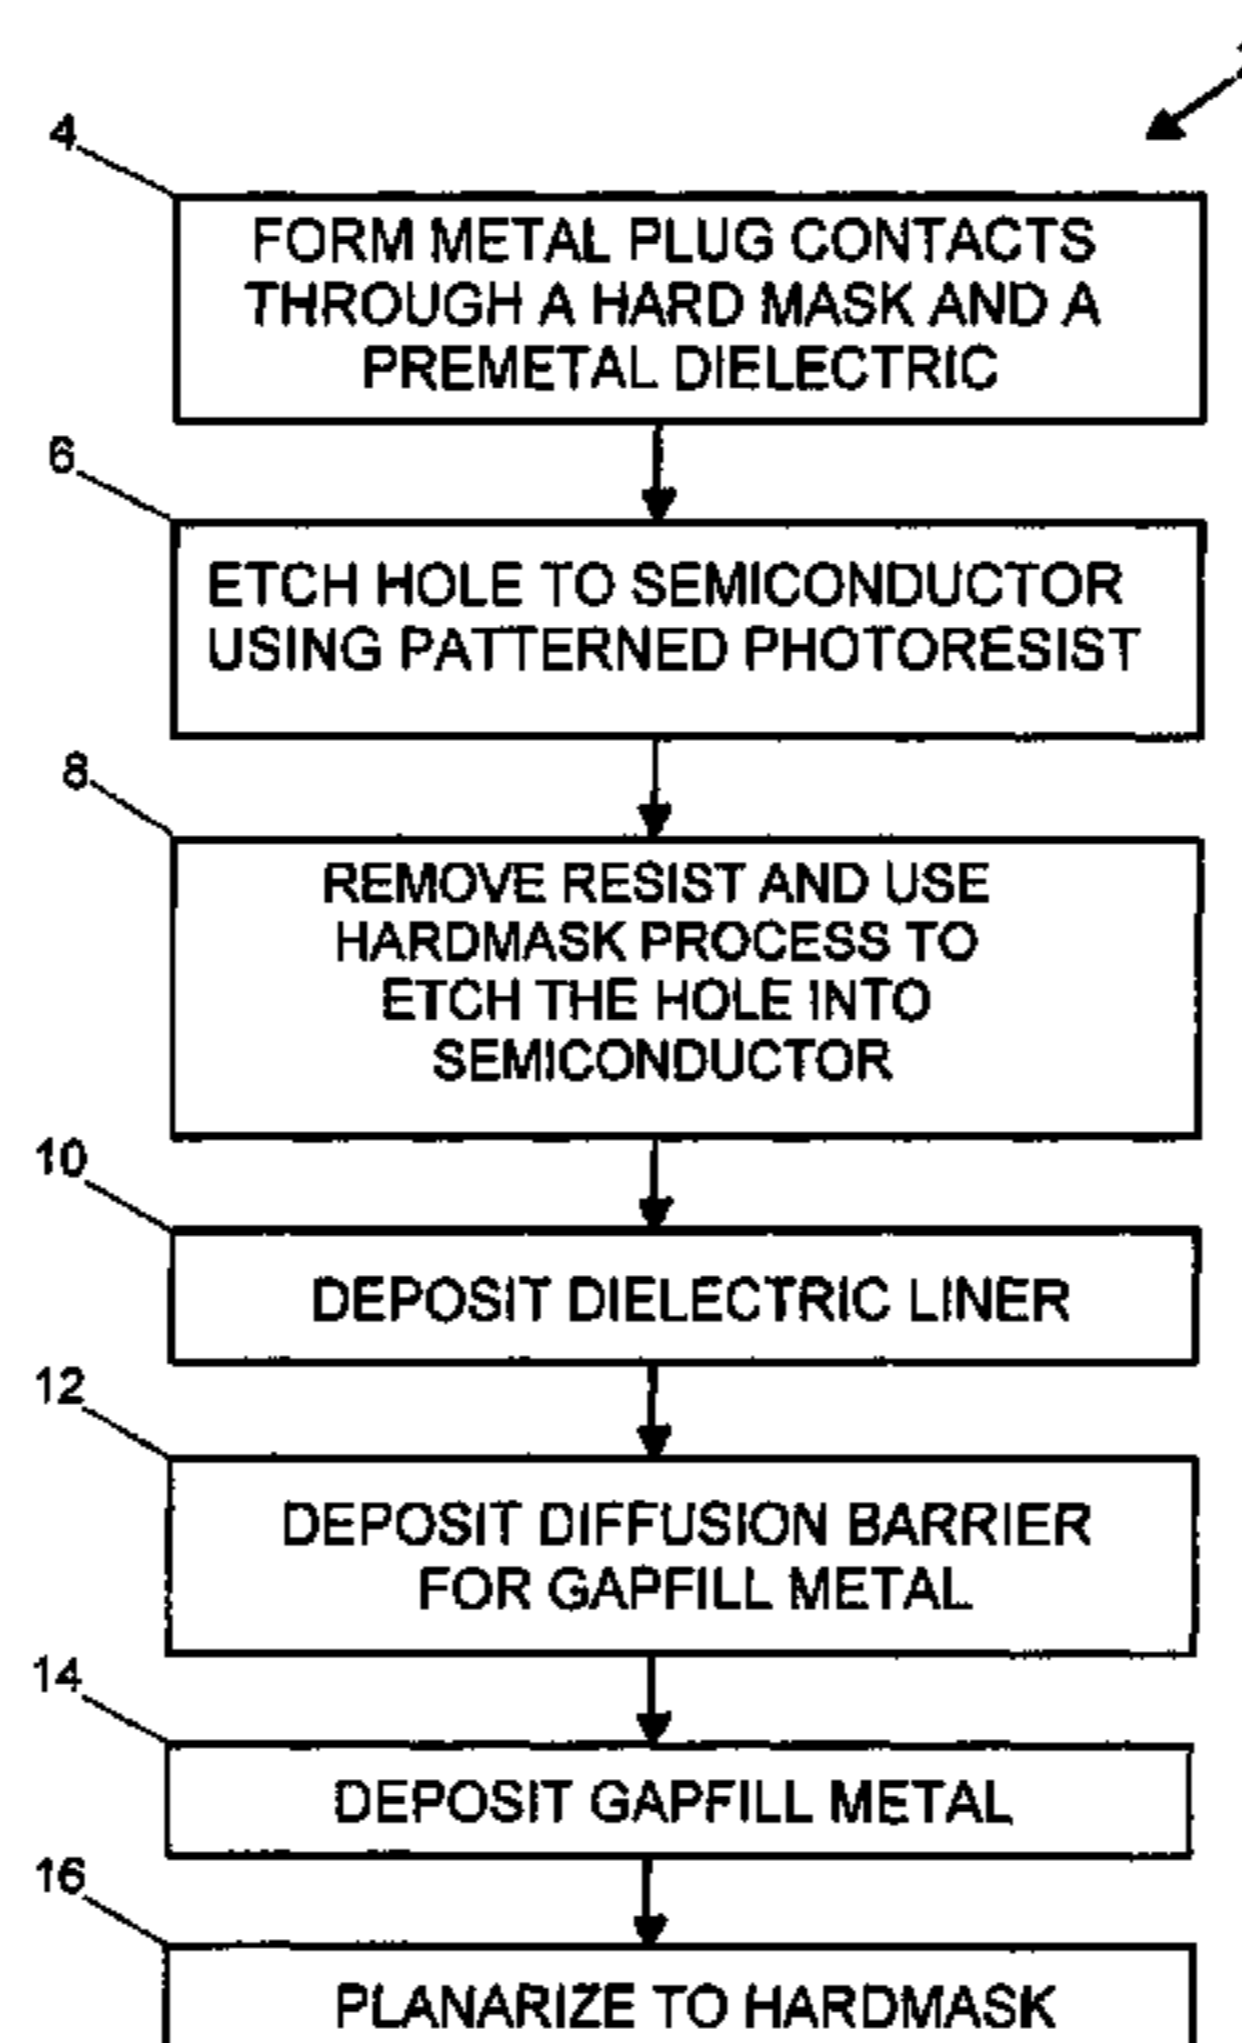 4
FORM METAL PLUG CONTACTS
THROUGH A HARD MASK AND A
PREMETAL DIELECTRIC
6
ETCH HOLE TO SEMICONDUCTOR
USING PATTERNED PHOTORESIST
8
REMOVE RESIST AND USE
HARDMASK PROCESS TO
ETCH THE HOLE INTO
SEMICONDUCTOR
10
DEPOSIT DIELECTRIC LINER
12
DEPOSIT DIFFUSION BARRIER
FOR GAPFILL METAL
14
DEPOSIT GAPFILL METAL
16
PLANARIZE TO HARDMASK